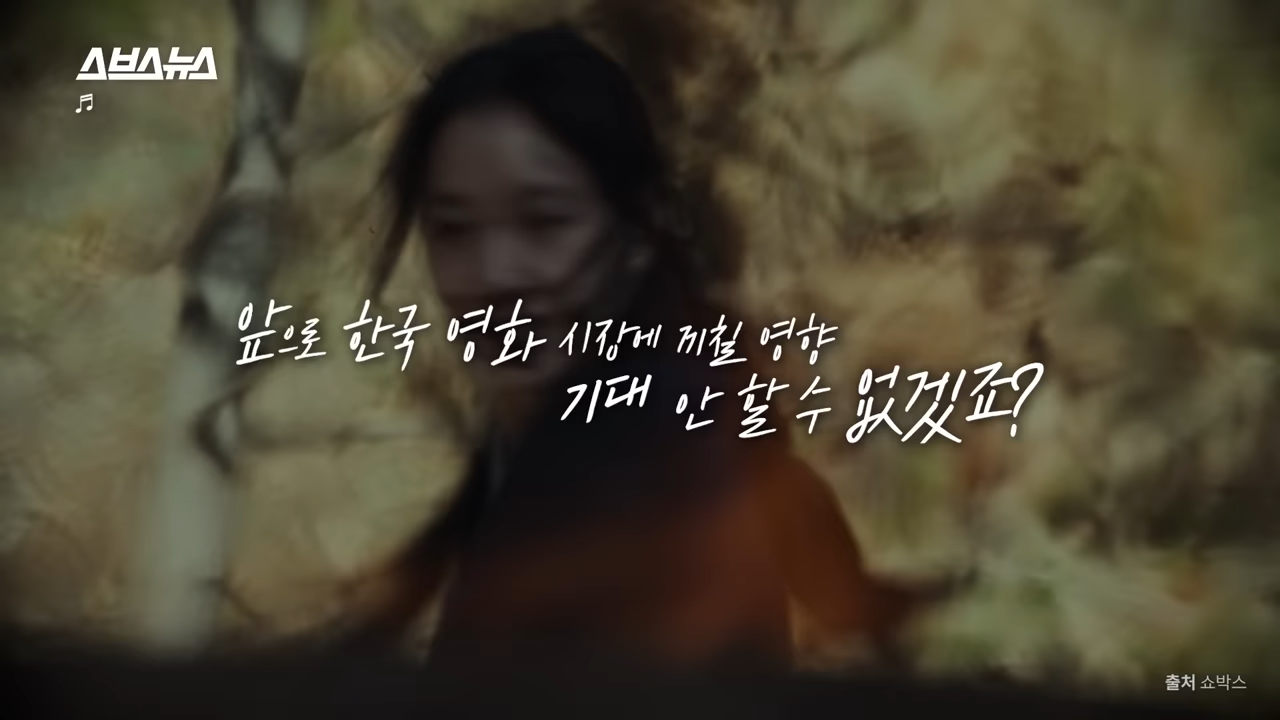 스브스뉴스
♬
앞으로 한국 영화 시장에 끼칠 영향
기대 안 할 수 없겠죠?
출처 쇼박스